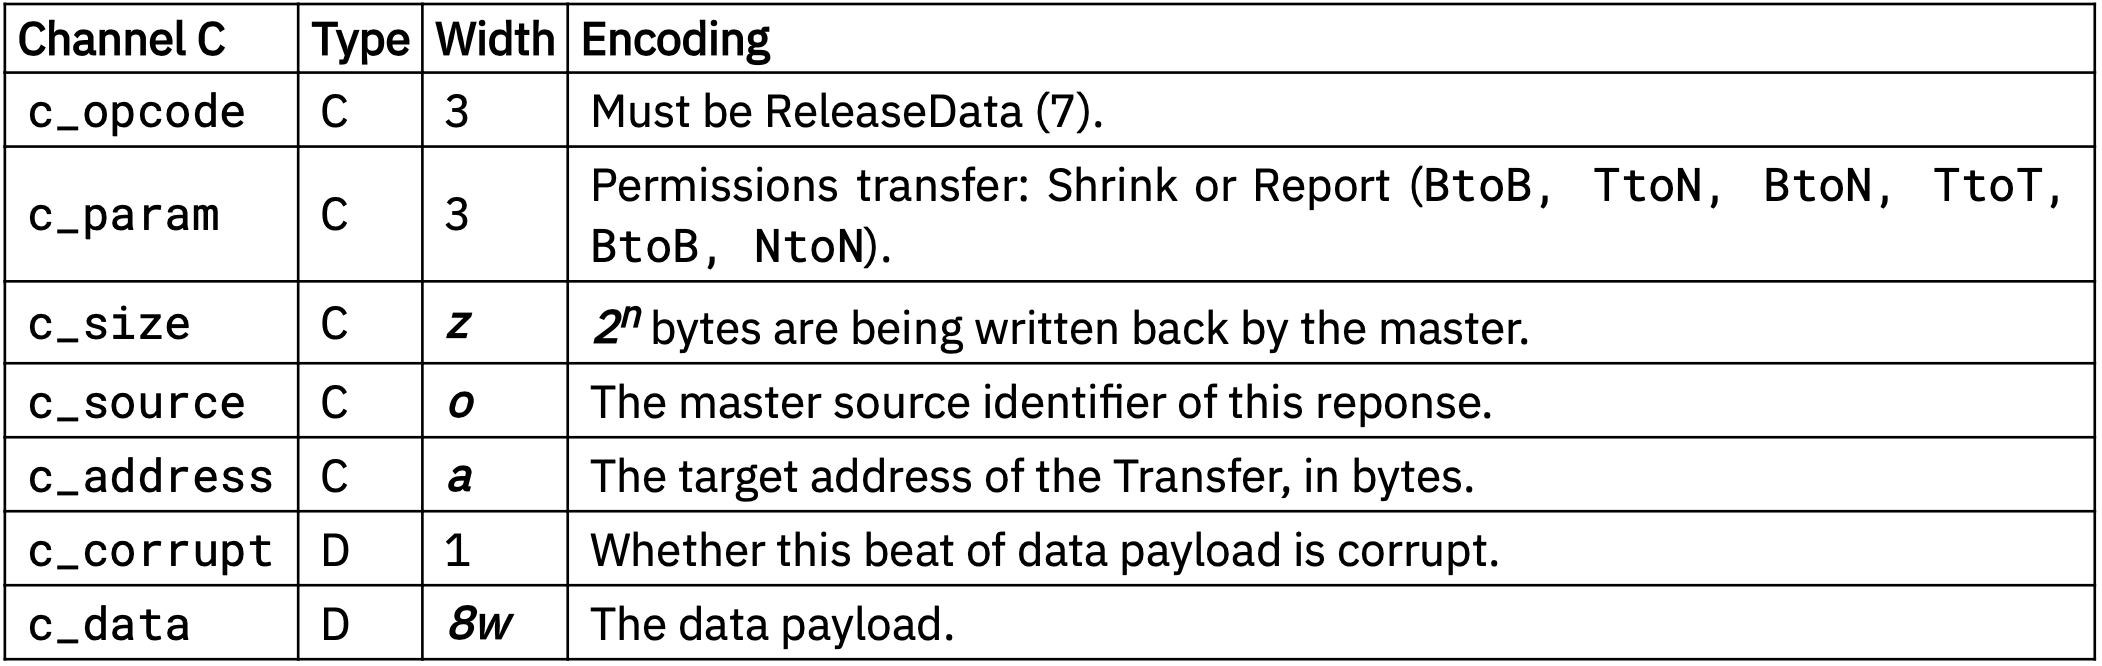 Channel C Type Width Encoding
c_opcode C 3 Must be ReleaseData (7).
c_param C 3 Permissions transfer: Shrink or Report (BtoB, TtoN, BtoN, TtoT,
BtoB, NtoN).
c_size C z 2ⁿ bytes are being written back by the master.
c_source C o The master source identifier of this reponse.
c_address C a The target address of the Transfer, in bytes.
c_corrupt D 1 Whether this beat of data payload is corrupt.
c_data D 8w The data payload.